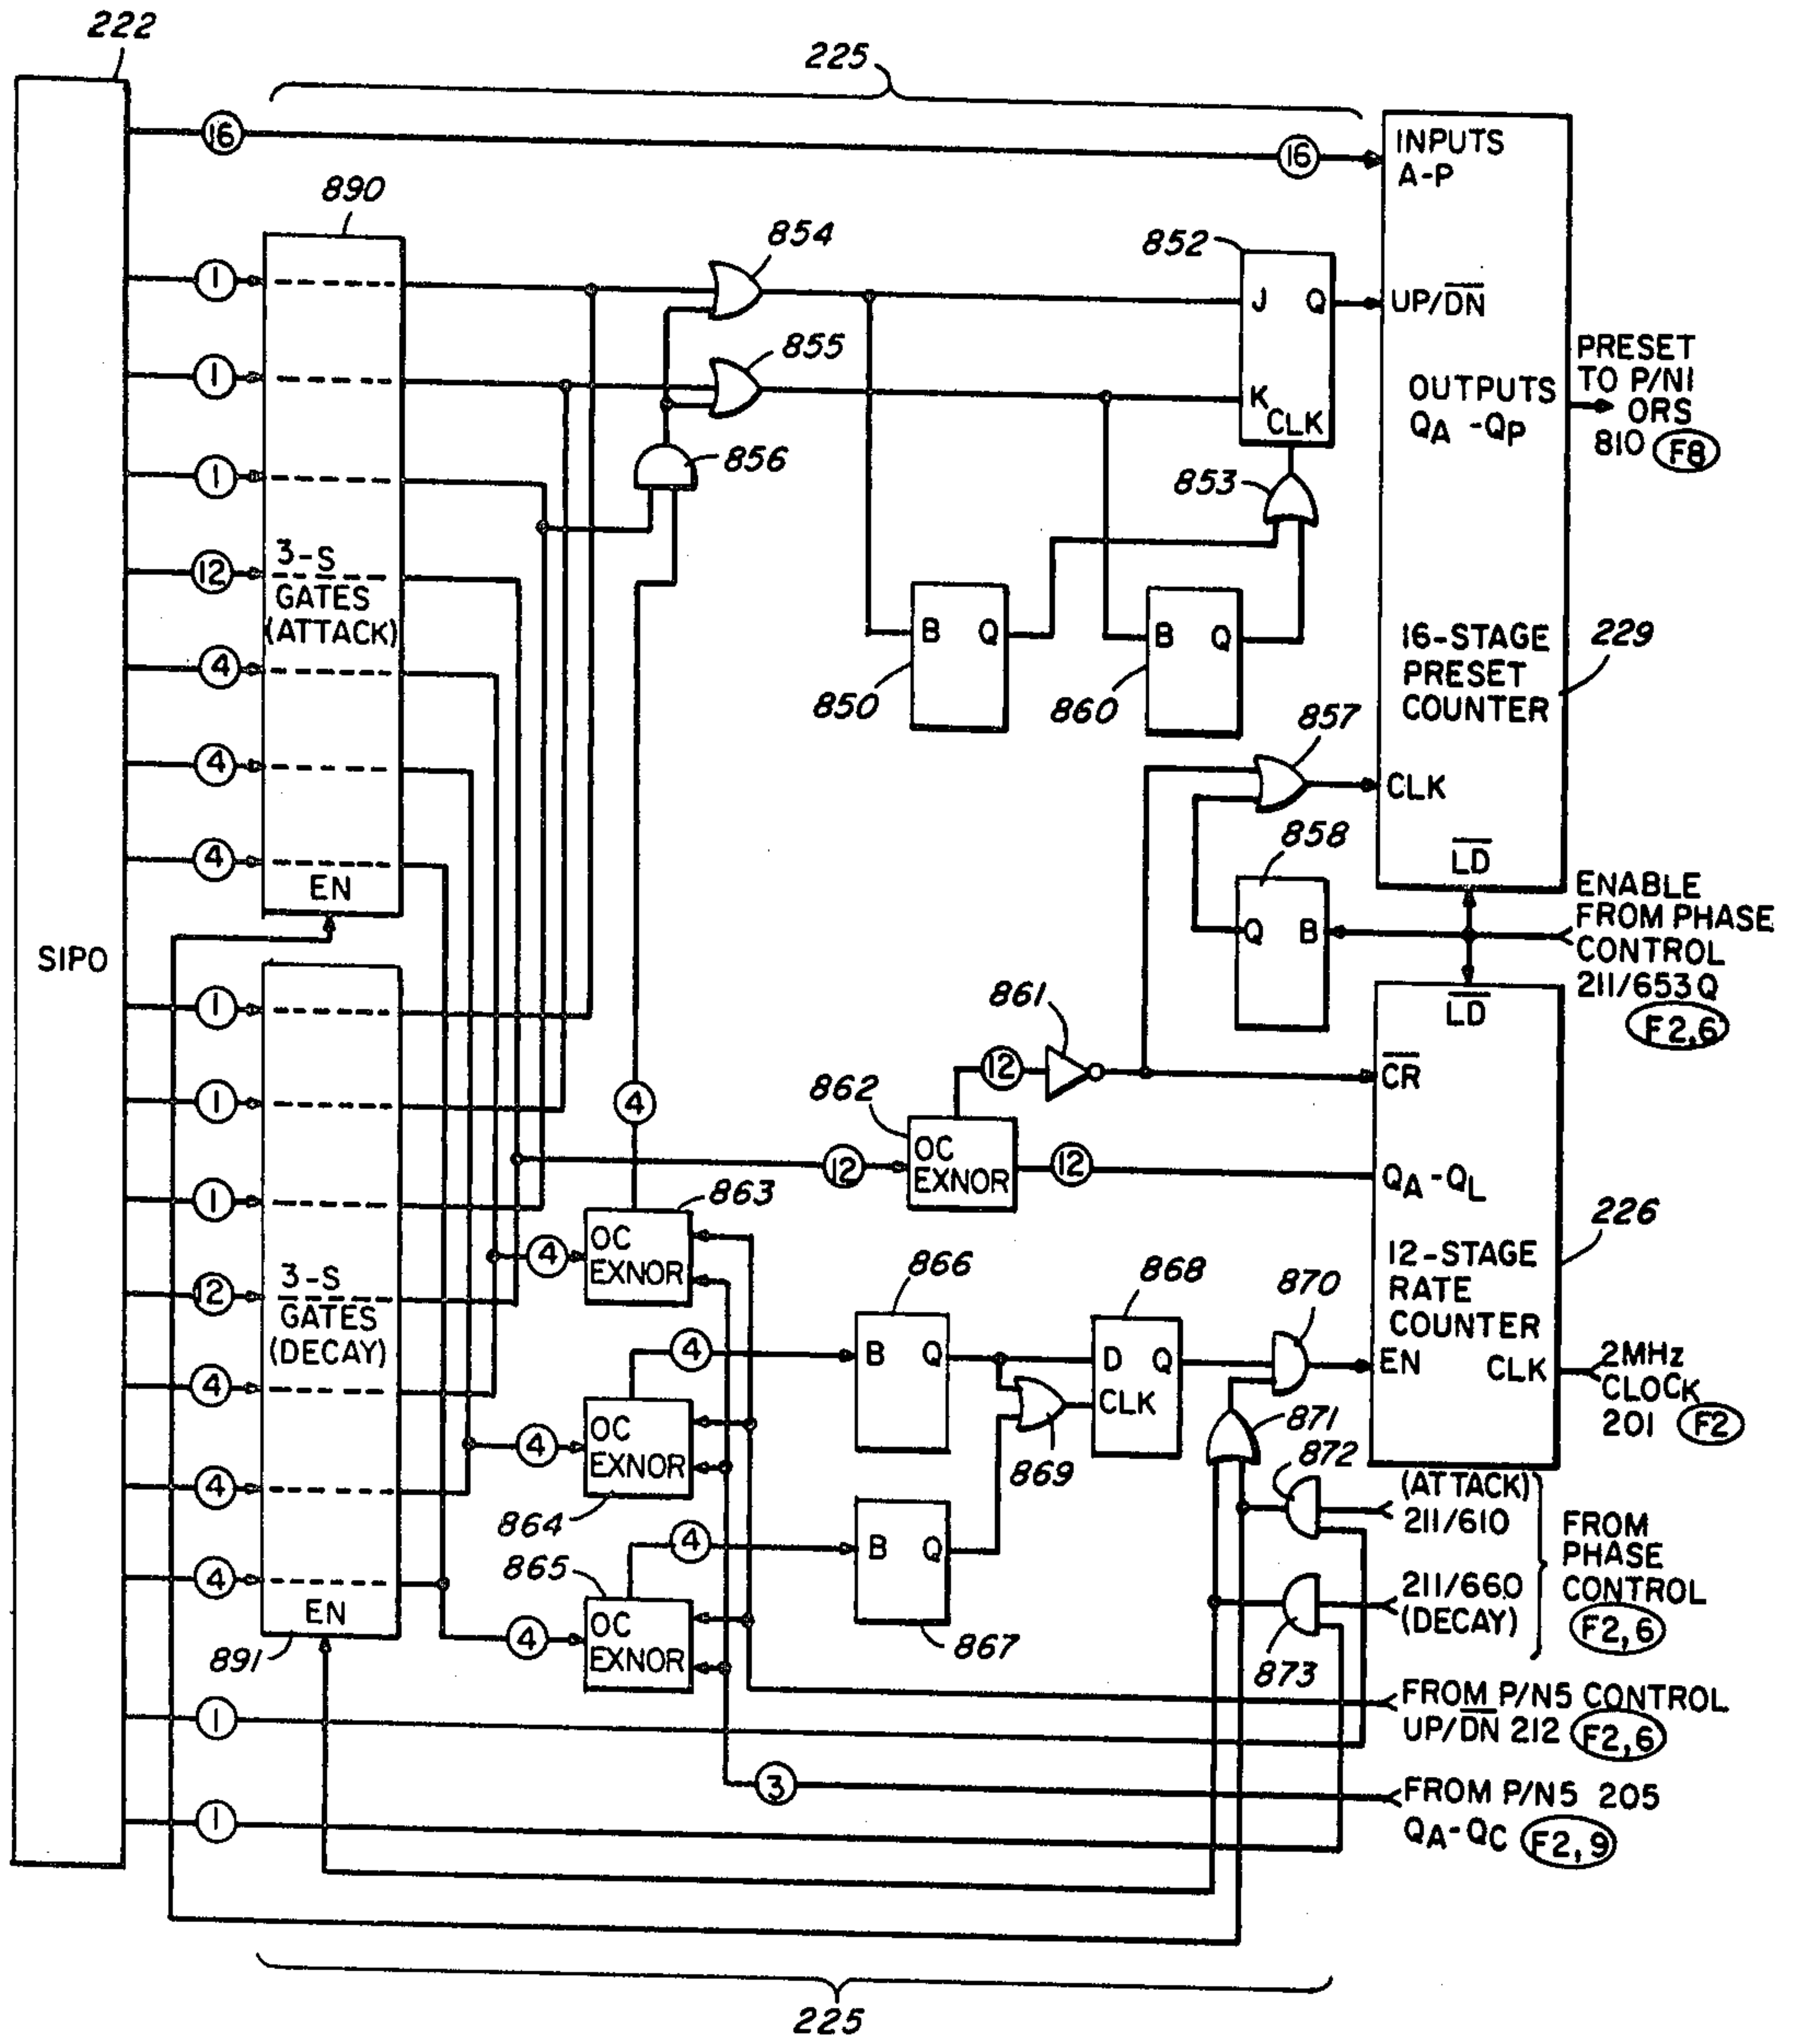 222
225
16
16
INPUTS
A-P
890
854
852
1
J Q
UP/DN
855
1
K
CLK
OUTPUTS
QA -QP
PRESET
TO P/N1
ORS
810 F8
856
1
853
12
3-S
GATES
(ATTACK)
B Q
B Q
16-STAGE
PRESET
COUNTER
229
4
850
860
857
4
CLK
858
4
EN
LD
ENABLE
FROM PHASE
CONTROL
211/653Q
F2,6
SIPO
Q B
861
LD
1
12
CR
862
4
1
OC
EXNOR
12
12
QA-QL
1
863
226
4
OC
EXNOR
12
3-S
GATES
(DECAY)
866
868
870
12-STAGE
RATE
COUNTER
4
B Q
D Q
CLK
EN
CLK
2MHz
CLOCK
201 F2
4
4
OC
EXNOR
869
871
872
4
864
(ATTACK)
211/610
FROM
PHASE
CONTROL
F2,6
4
B Q
865
4
EN
4
OC
EXNOR
867
211/660
(DECAY)
873
891
1
FROM P/N5 CONTROL
UP/DN 212 F2,6
3
FROM P/N5 205
QA-QC F2,9
1
225